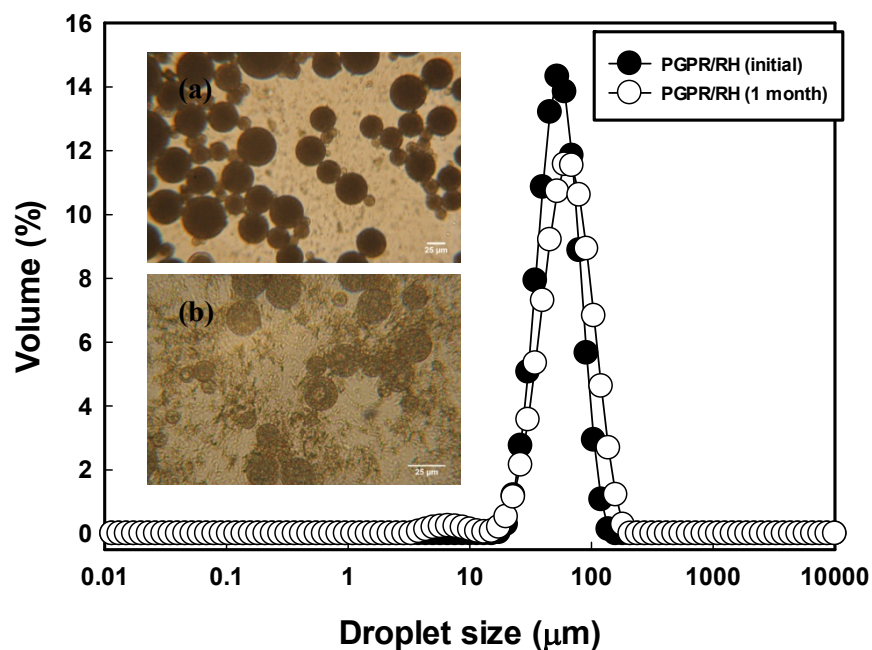 16
14
12
10
8
6
4
2
0
Volume (%)
(a)
25 µm
(b)
25 µm
PGPR/RH (initial)
PGPR/RH (1 month)
0.01 0.1 1 10 100 1000 10000
Droplet size (µm)